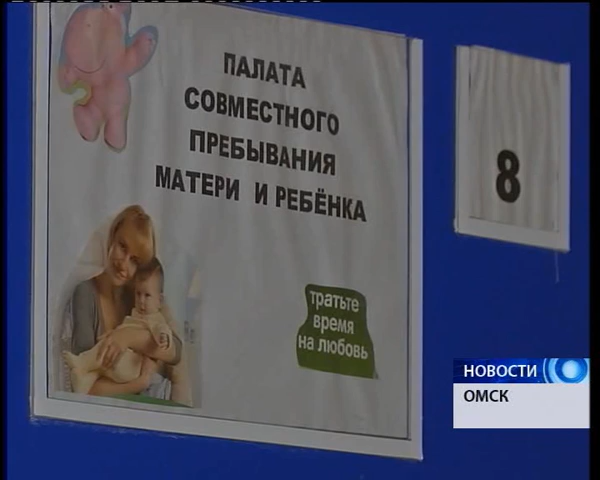 ПАЛАТА
СОВМЕСТНОГО
ПРЕБЫВАНИЯ
МАТЕРИ И РЕБЁНКА
8
тратьте
время
на любовь
НОВОСТИ
ОМСК